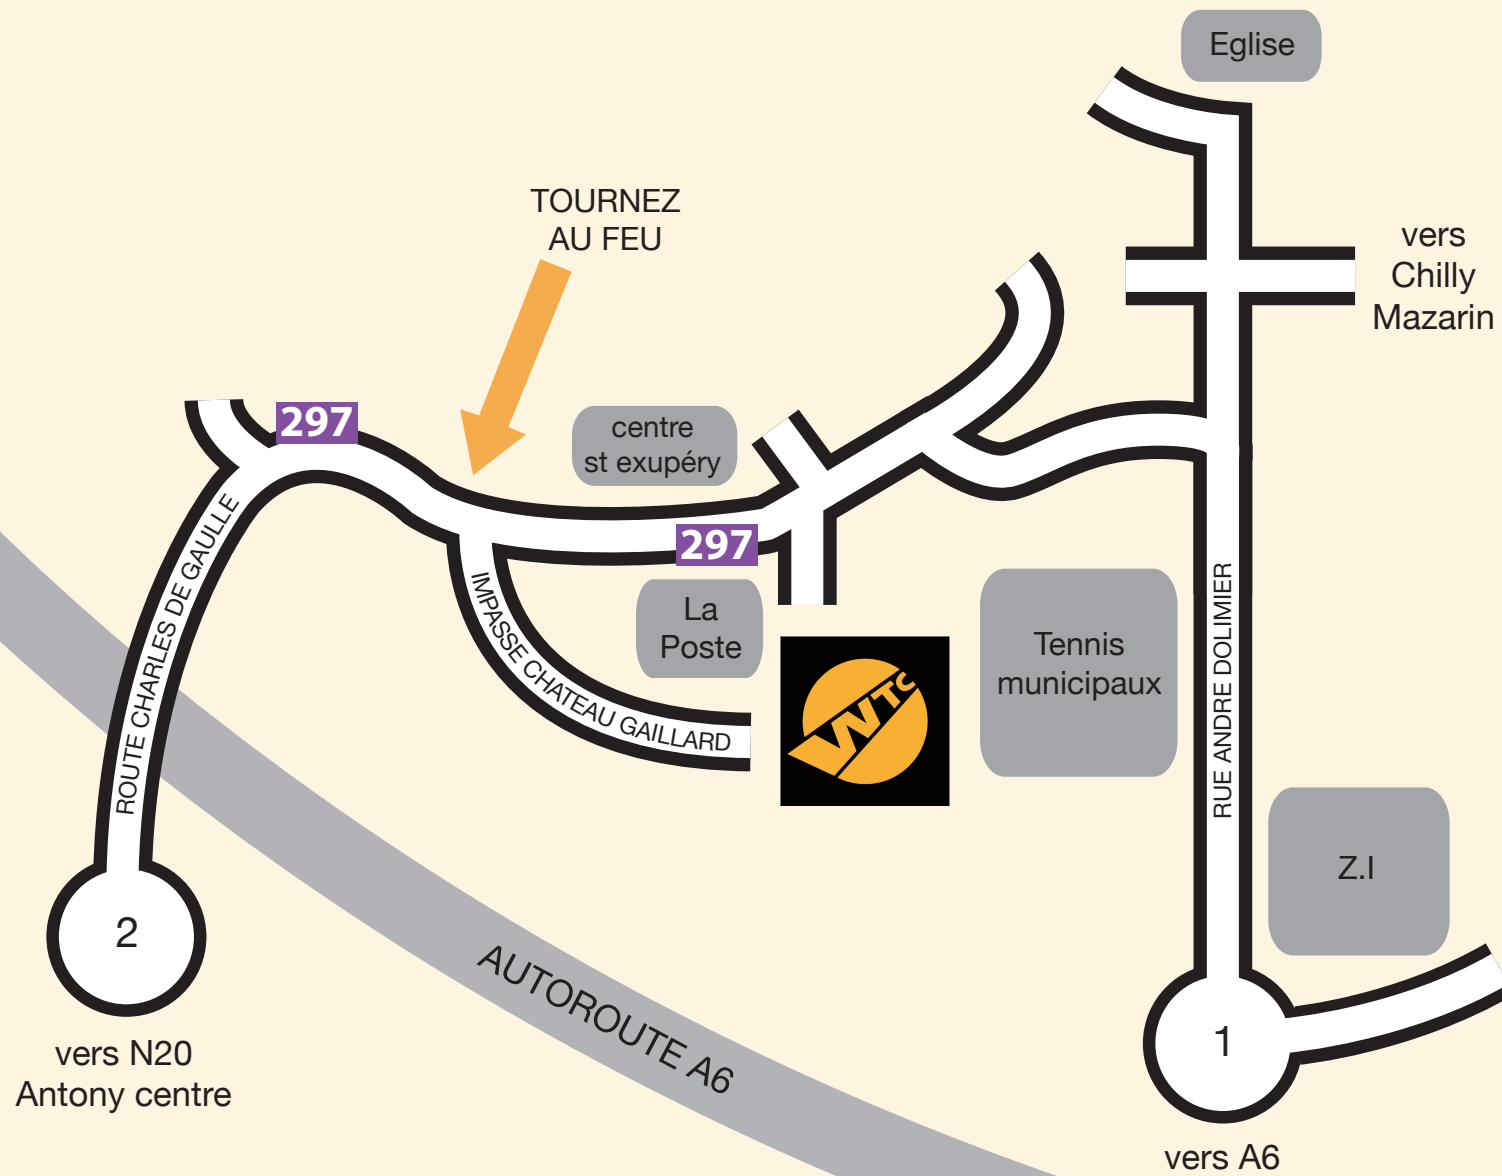 Eglise
TOURNEZ
AU FEU
vers
Chilly
Mazarin
297
centre
st exupéry
297
ROUTE CHARLES DE GAULLE
IMPASSE CHATEAU GAILLARD
La
Poste
WTC
Tennis
municipaux
RUE ANDRE DOLIMIER
Z.I
2
AUTOROUTE A6
1
vers N20
Antony centre
vers A6